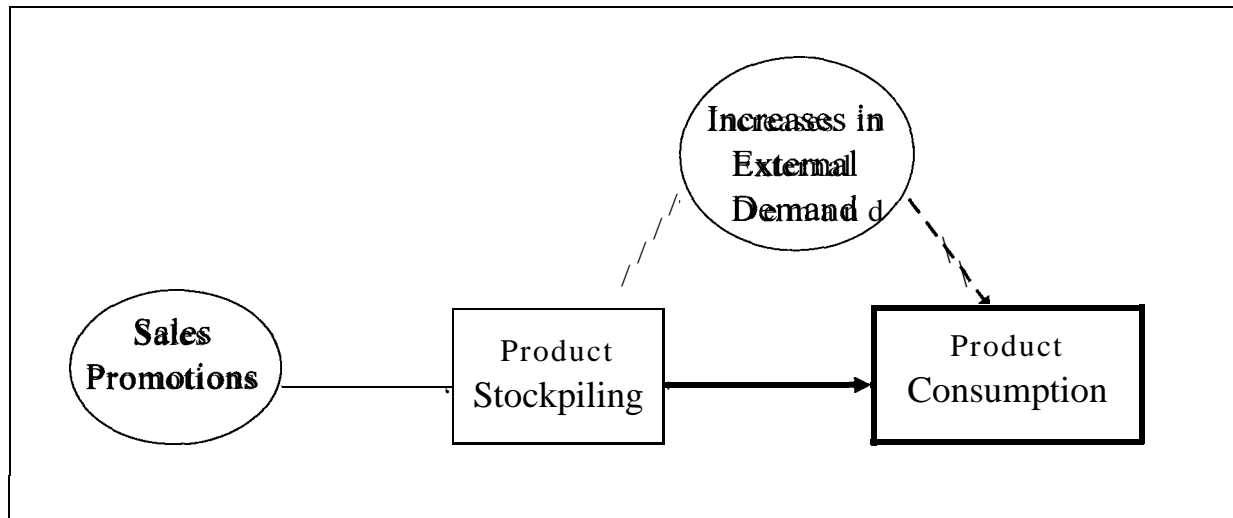 Increases in
External
Demand
Sales
Promotions
Product
Stockpiling
Product
Consumption